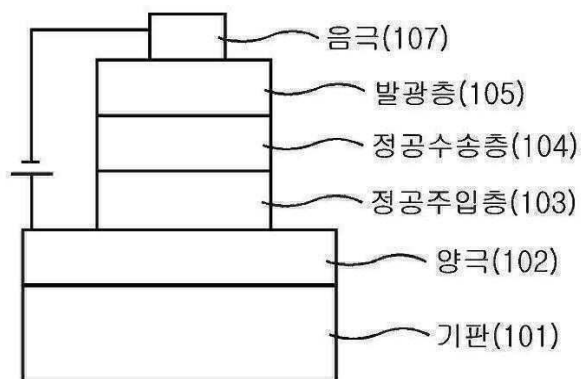 음극(107)
발광층(105)
정공수송층(104)
정공주입층(103)
양극(102)
기판(101)